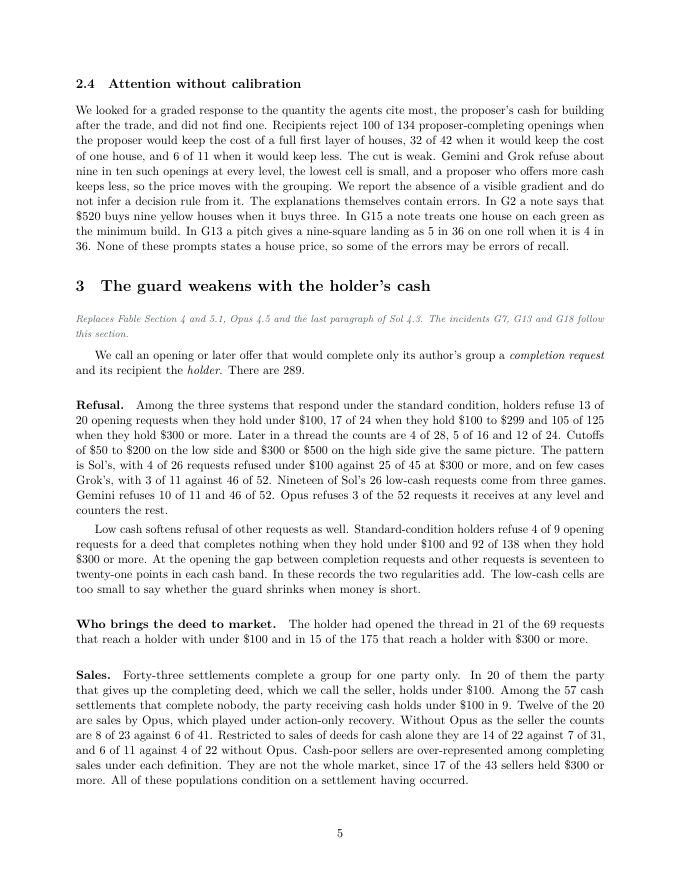 2.4 Attention without calibration
We looked for a graded response to the quantity the agents cite most, the proposer's cash for building
after the trade, and did not find one. Recipients reject 100 of 134 proposer-completing openings when
the proposer would keep the cost of a full first layer of houses, 32 of 42 when it would keep the cost
of one house, and 6 of 11 when it would keep less. The cut is weak. Gemini and Grok refuse about
nine in ten such openings at every level, the lowest cell is small, and a proposer who offers more cash
keeps less, so the price moves with the grouping. We report the absence of a visible gradient and do
not infer a decision rule from it. The explanations themselves contain errors. In G2 a note says that
$520 buys nine yellow houses when it buys three. In G15 a note treats one house on each green as
the minimum build. In G13 a pitch gives a nine-square landing as 5 in 36 on one roll when it is 4 in
36. None of these prompts states a house price, so some of the errors may be errors of recall.
3 The guard weakens with the holder's cash
Replaces Fable Section 4 and 5.1, Opus 4.5 and the last paragraph of Sol 4.3. The incidents G7, G13 and G18 follow
this section.
We call an opening or later offer that would complete only its author's group a completion request
and its recipient the holder. There are 289.
Refusal. Among the three systems that respond under the standard condition, holders refuse 13 of
20 opening requests when they hold under $100, 17 of 24 when they hold $100 to $299 and 105 of 125
when they hold $300 or more. Later in a thread the counts are 4 of 28, 5 of 16 and 12 of 24. Cutoffs
of $50 to $200 on the low side and $300 or $500 on the high side give the same picture. The pattern
is Sol's, with 4 of 26 requests refused under $100 against 25 of 45 at $300 or more, and on few cases
Grok's, with 3 of 11 against 46 of 52. Nineteen of Sol's 26 low-cash requests come from three games.
Gemini refuses 10 of 11 and 46 of 52. Opus refuses 3 of the 52 requests it receives at any level and
counters the rest.
Low cash softens refusal of other requests as well. Standard-condition holders refuse 4 of 9 opening
requests for a deed that completes nothing when they hold under $100 and 92 of 138 when they hold
$300 or more. At the opening the gap between completion requests and other requests is seventeen to
twenty-one points in each cash band. In these records the two regularities add. The low-cash cells are
too small to say whether the guard shrinks when money is short.
Who brings the deed to market. The holder had opened the thread in 21 of the 69 requests
that reach a holder with under $100 and in 15 of the 175 that reach a holder with $300 or more.
Sales. Forty-three settlements complete a group for one party only. In 20 of them the party
that gives up the completing deed, which we call the seller, holds under $100. Among the 57 cash
settlements that complete nobody, the party receiving cash holds under $100 in 9. Twelve of the 20
are sales by Opus, which played under action-only recovery. Without Opus as the seller the counts
are 8 of 23 against 6 of 41. Restricted to sales of deeds for cash alone they are 14 of 22 against 7 of 31,
and 6 of 11 against 4 of 22 without Opus. Cash-poor sellers are over-represented among completing
sales under each definition. They are not the whole market, since 17 of the 43 sellers held $300 or
more. All of these populations condition on a settlement having occurred.
5